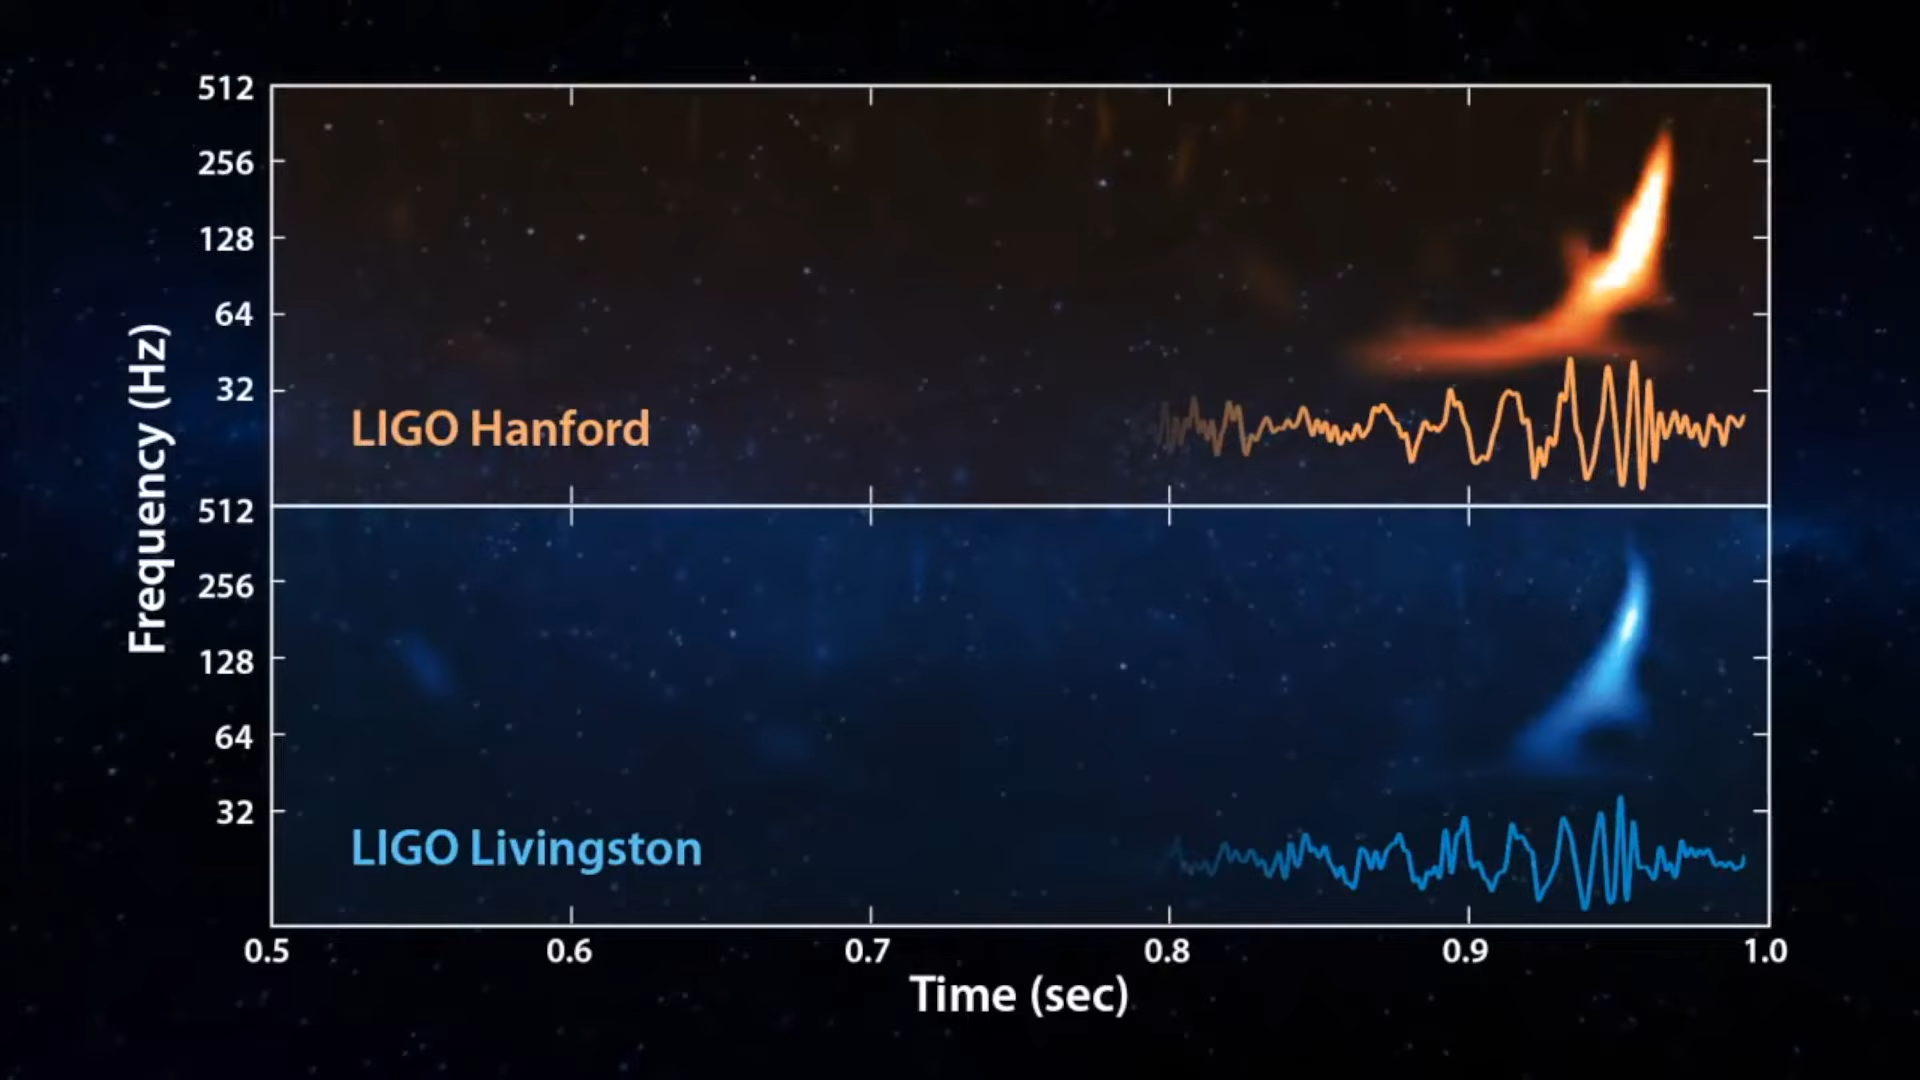 512
256
128
64
32
LIGO Hanford
512
256
128
64
32
LIGO Livingston
Frequency (Hz)
0.5 0.6 0.7 0.8 0.9 1.0
Time (sec)